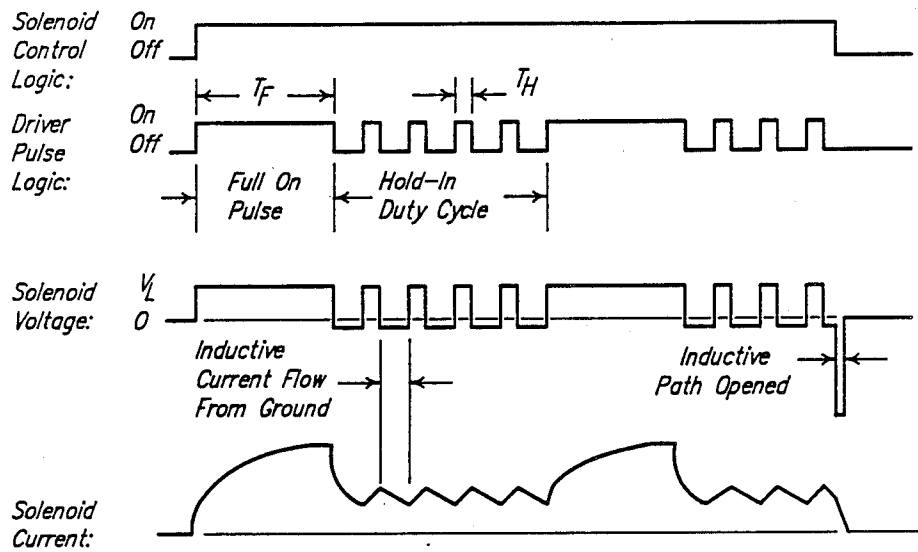 Solenoid On
Control Off
Logic:
T_F
T_H
Driver On
Pulse Off
Logic:
Full On
Pulse
Hold-In
Duty Cycle
Solenoid V_L
Voltage: 0
Inductive
Current Flow
From Ground
Inductive
Path Opened
Solenoid
Current: